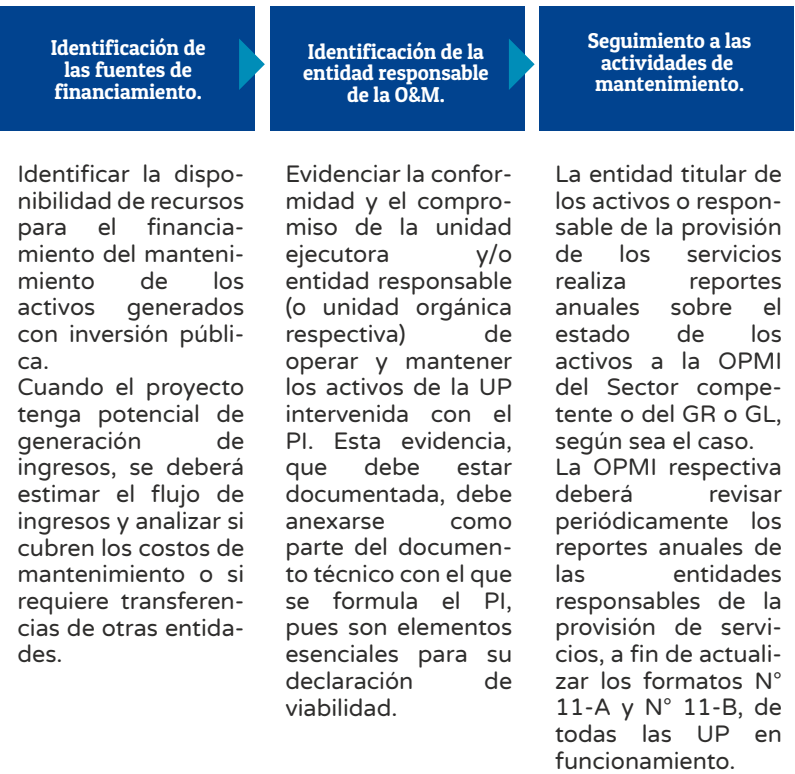 Identificación de
las fuentes de
financiamiento.
Identificar la dispo-
nibilidad de recursos
para el financia-
miento del manteni-
miento de los
activos generados
con inversión públi-
ca.
Cuando el proyecto
tenga potencial de
generación de
ingresos, se deberá
estimar el flujo de
ingresos y analizar si
cubren los costos de
mantenimiento o si
requiere transferen-
cias de otras entida-
des.
Identificación de la
entidad responsable
de la O&M.
Evidenciar la confor-
midad y el compro-
miso de la unidad
ejecutora y/o
entidad responsable
(o unidad orgánica
respectiva) de
operar y mantener
los activos de la UP
intervenida con el
PI. Esta evidencia,
que debe estar
documentada, debe
anexarse como
parte del documen-
to técnico con el que
se formula el PI,
pues son elementos
esenciales para su
declaración de
viabilidad.
Seguimiento a las
actividades de
mantenimiento.
La entidad titular de
los activos o respon-
sable de la provisión
de los servicios
realiza reportes
anuales sobre el
estado de los
activos a la OPMI
del Sector compe-
tente o del GR o GL,
según sea el caso.
La OPMI respectiva
deberá revisar
periódicamente los
reportes anuales de
las entidades
responsables de la
provisión de servi-
cios, a fin de actuali-
zar los formatos N°
11-A y N° 11-B, de
todas las UP en
funcionamiento.